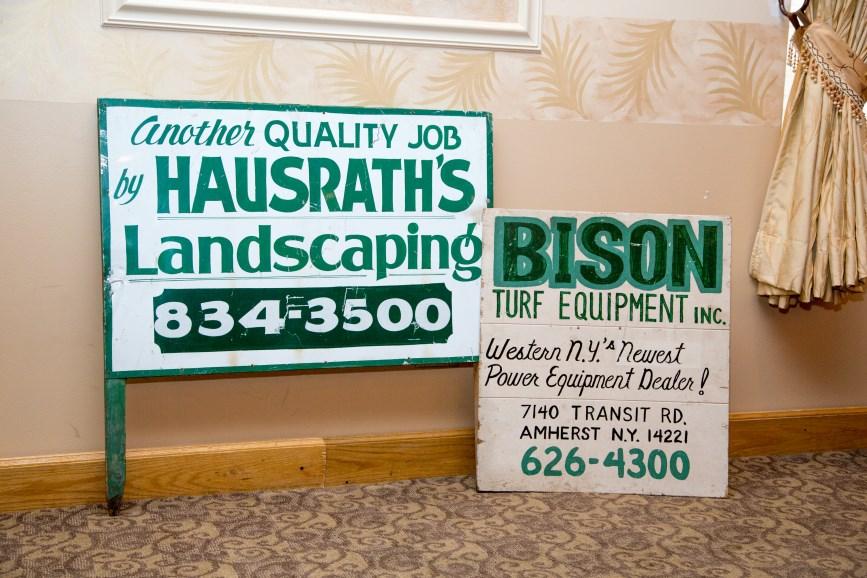 another QUALITY JOB
by HAUSRATH'S
Landscaping
834-3500
BISON
TURF EQUIPMENT INC.
Western N.Y.'s Newest
Power Equipment Dealer!
7140 TRANSIT RD.
AMHERST N.Y. 14221
626-4300